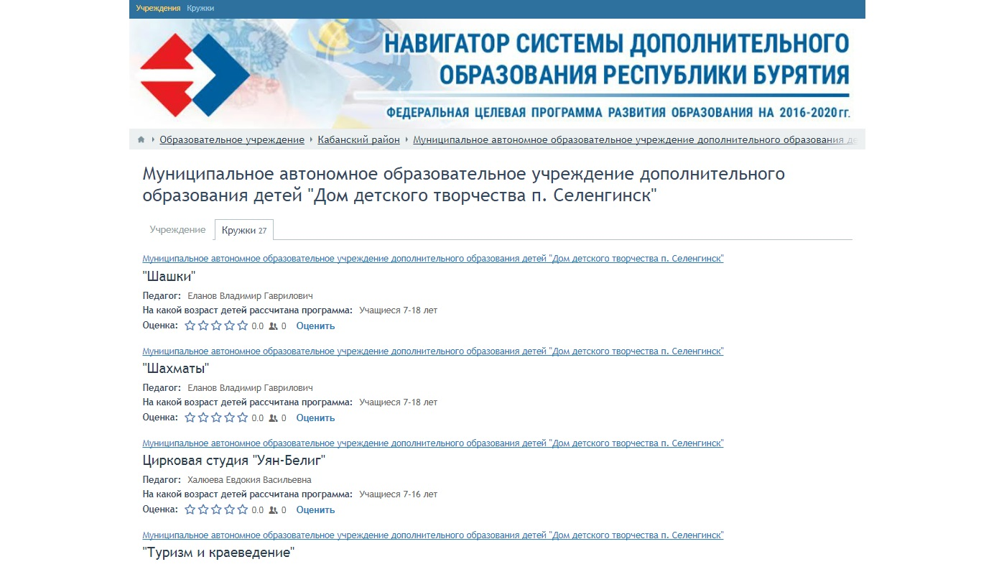 Учреждения Кружки
НАВИГАТОР СИСТЕМЫ ДОПОЛНИТЕЛЬНОГО
ОБРАЗОВАНИЯ РЕСПУБЛИКИ БУРЯТИЯ
ФЕДЕРАЛЬНАЯ ЦЕЛЕВАЯ ПРОГРАММА РАЗВИТИЯ ОБРАЗОВАНИЯ НА 2016-2020гг.
Образовательное учреждение Кабанский район Муниципальное автономное образовательное учреждение дополнительного образования де
Муниципальное автономное образовательное учреждение дополнительного
образования детей "Дом детского творчества п. Селенгинск"
Учреждение Кружки 27
Муниципальное автономное образовательное учреждение дополнительного образования детей "Дом детского творчества п. Селенгинск"
"Шашки"
Педагог: Еланов Владимир Гаврилович
На какой возраст детей рассчитана программа: Учащиеся 7-18 лет
Оценка: 0.0 0 Оценить
Муниципальное автономное образовательное учреждение дополнительного образования детей "Дом детского творчества п. Селенгинск"
"Шахматы"
Педагог: Еланов Владимир Гаврилович
На какой возраст детей рассчитана программа: Учащиеся 7-18 лет
Оценка: 0.0 0 Оценить
Муниципальное автономное образовательное учреждение дополнительного образования детей "Дом детского творчества п. Селенгинск"
Цирковая студия "Уян-Белиг"
Педагог: Халюева Евдокия Васильевна
На какой возраст детей рассчитана программа: Учащиеся 7-16 лет
Оценка: 0.0 0 Оценить
Муниципальное автономное образовательное учреждение дополнительного образования детей "Дом детского творчества п. Селенгинск"
"Туризм и краеведение"